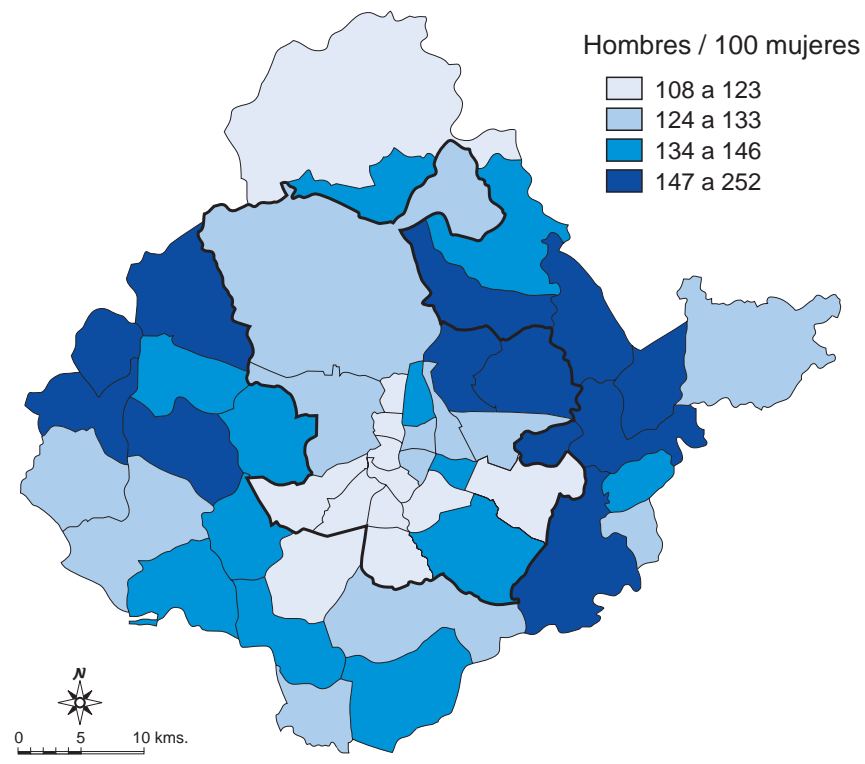 Hombres / 100 mujeres
108 a 123
124 a 133
134 a 146
147 a 252
N
0 5 10 kms.